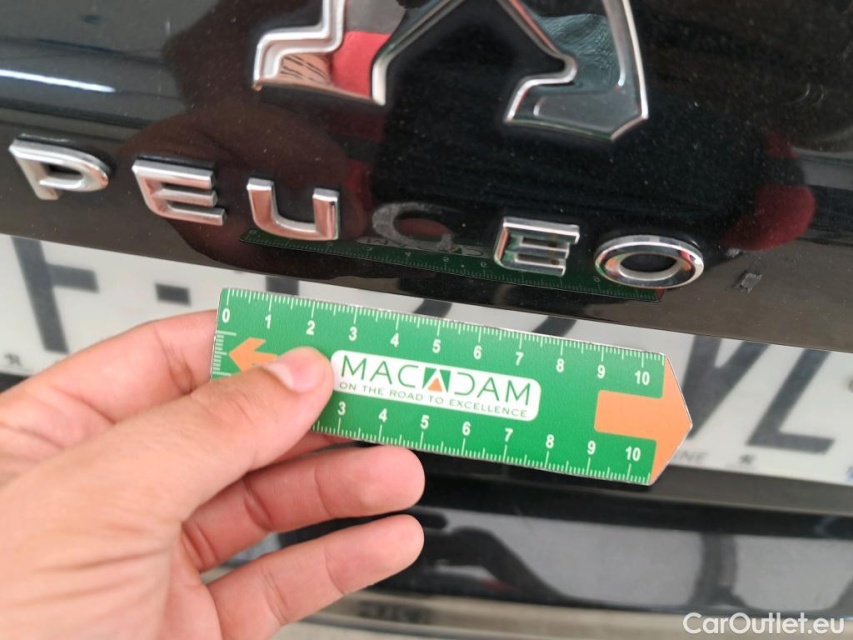 PEUGEO
0 1 2 3 4 5 6 7 8 9 10
MACADAM
ON THE ROAD TO EXCELLENCE
3 4 5 6 7 8 9 10
CarOutlet.eu